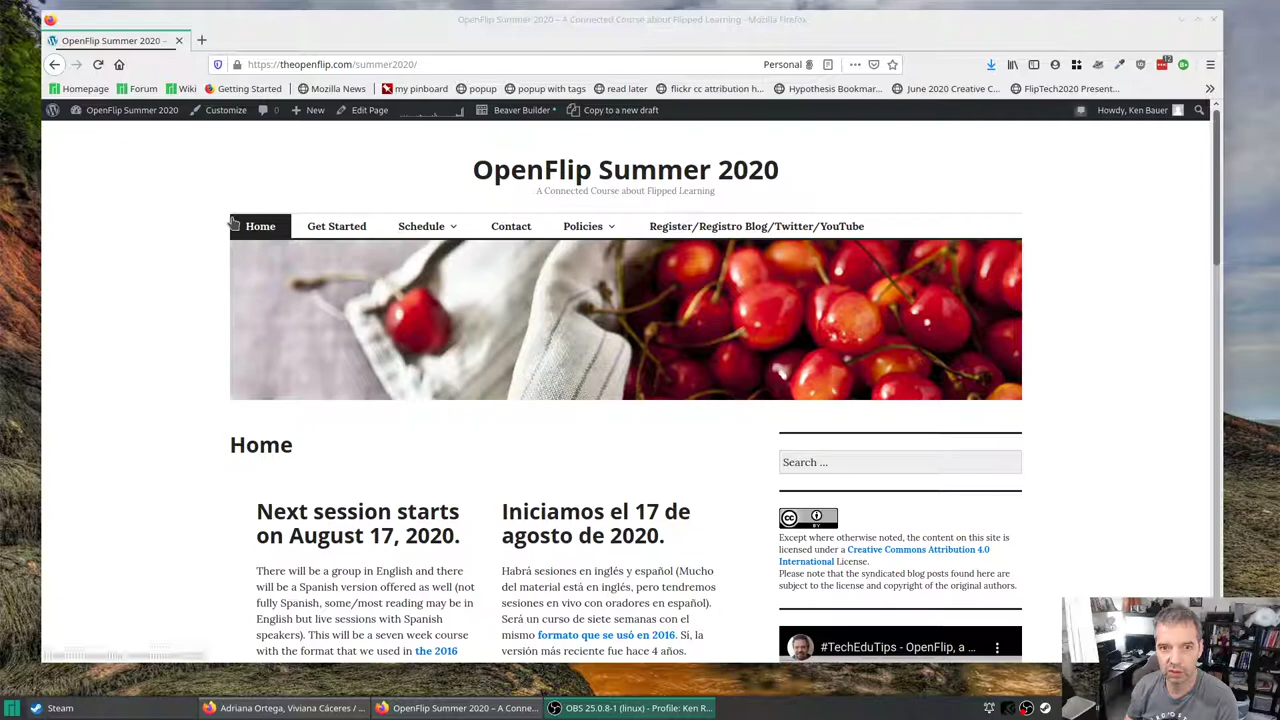 OpenFlip Summer 2020 – A Connected Course about Flipped Learning - Mozilla Firefox
OpenFlip Summer 2020 –
https://theopenflip.com/summer2020/
Personal
12
Homepage
Forum
Wiki
Getting Started
Mozilla News
my pinboard
popup
popup with tags
read later
flickr cc attribution h...
Hypothesis Bookmar...
June 2020 Creative C...
FlipTech2020 Present...
OpenFlip Summer 2020
Customize
0
New
Edit Page
Beaver Builder
Copy to a new draft
Howdy, Ken Bauer
OpenFlip Summer 2020
A Connected Course about Flipped Learning
Home
Get Started
Schedule
Contact
Policies
Register/Registro Blog/Twitter/YouTube
Home
Next session starts
on August 17, 2020.
There will be a group in English and there
will be a Spanish version offered as well (not
fully Spanish, some/most reading may be in
English but live sessions with Spanish
speakers). This will be a seven week course
with the format that we used in the 2016
Iniciamos el 17 de
agosto de 2020.
Habrá sesiones en inglés y español (Mucho
del material está en inglés, pero tendremos
sesiones en vivo con oradores en español).
Será un curso de siete semanas con el
mismo formato que se usó en 2016. Sí, la
versión más reciente fue hace 4 años.
Search ...
cc
BY
Except where otherwise noted, the content on this site is
licensed under a Creative Commons Attribution 4.0
International License.
Please note that the syndicated blog posts found here are
subject to the license and copyright of the original authors.
#TechEduTips - OpenFlip, a ...
Steam
Adriana Ortega, Viviana Cáceres / ...
OpenFlip Summer 2020 – A Conne...
OBS 25.0.8-1 (linux) - Profile: Ken R...